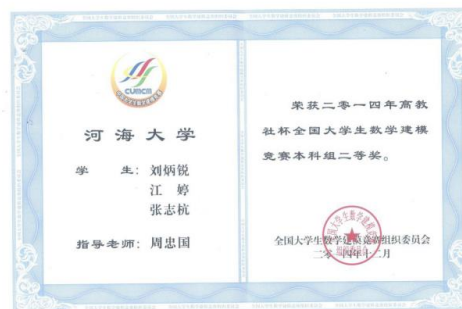 CUMCM
河海大学
学 生: 刘炳锐
江 婷
张志杭
指导老师: 周忠国
荣获二零一四年高教
社杯全国大学生数学建模
竞赛本科组二等奖。
全国大学生数学建模竞赛组织委员会
二零一四年十二月